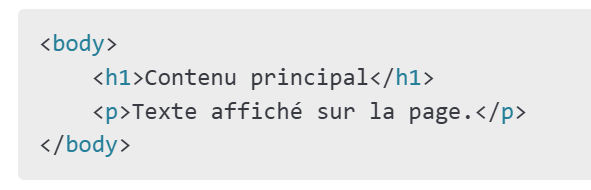 <body>
    <h1>Contenu principal</h1>
    <p>Texte affiché sur la page.</p>
</body>